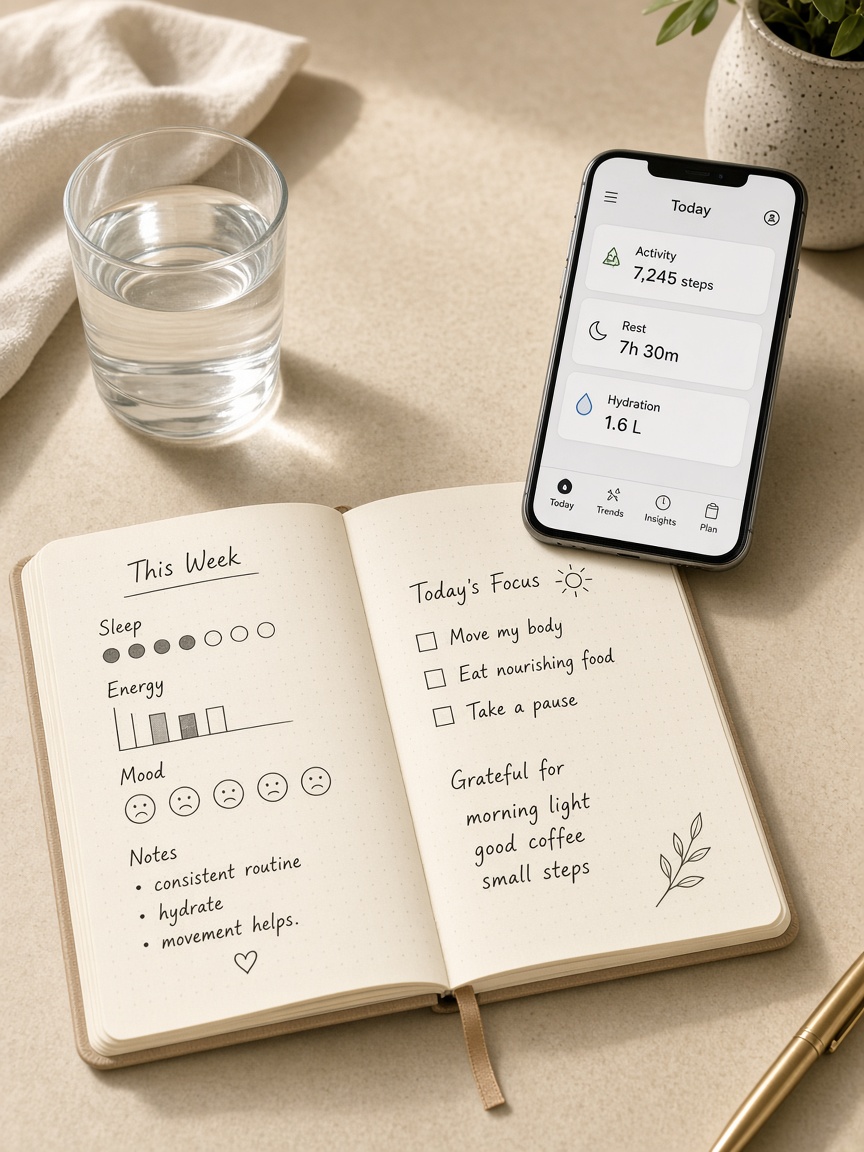 Today
Activity
7,245 steps
Rest
7h 30m
Hydration
1.6 L
Today
Trends
Insights
Plan
This Week
Sleep
Energy
Mood
Notes
• consistent routine
• hydrate
• movement helps.
Today's Focus
Move my body
Eat nourishing food
Take a pause
Grateful for
morning light
good coffee
small steps